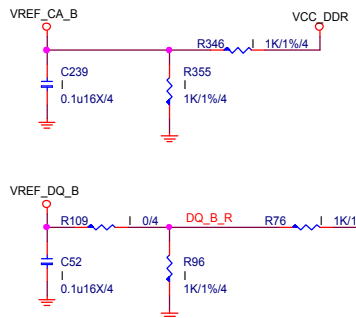 VREF_CA_B
VCC_DDR
R346 I 1K/1%/4
C239
I
0.1u16X/4
R355
I
1K/1%/4
VREF_DQ_B
R109 I 0/4
DQ_B_R
R76 I 1K/1
C52
I
0.1u16X/4
R96
I
1K/1%/4